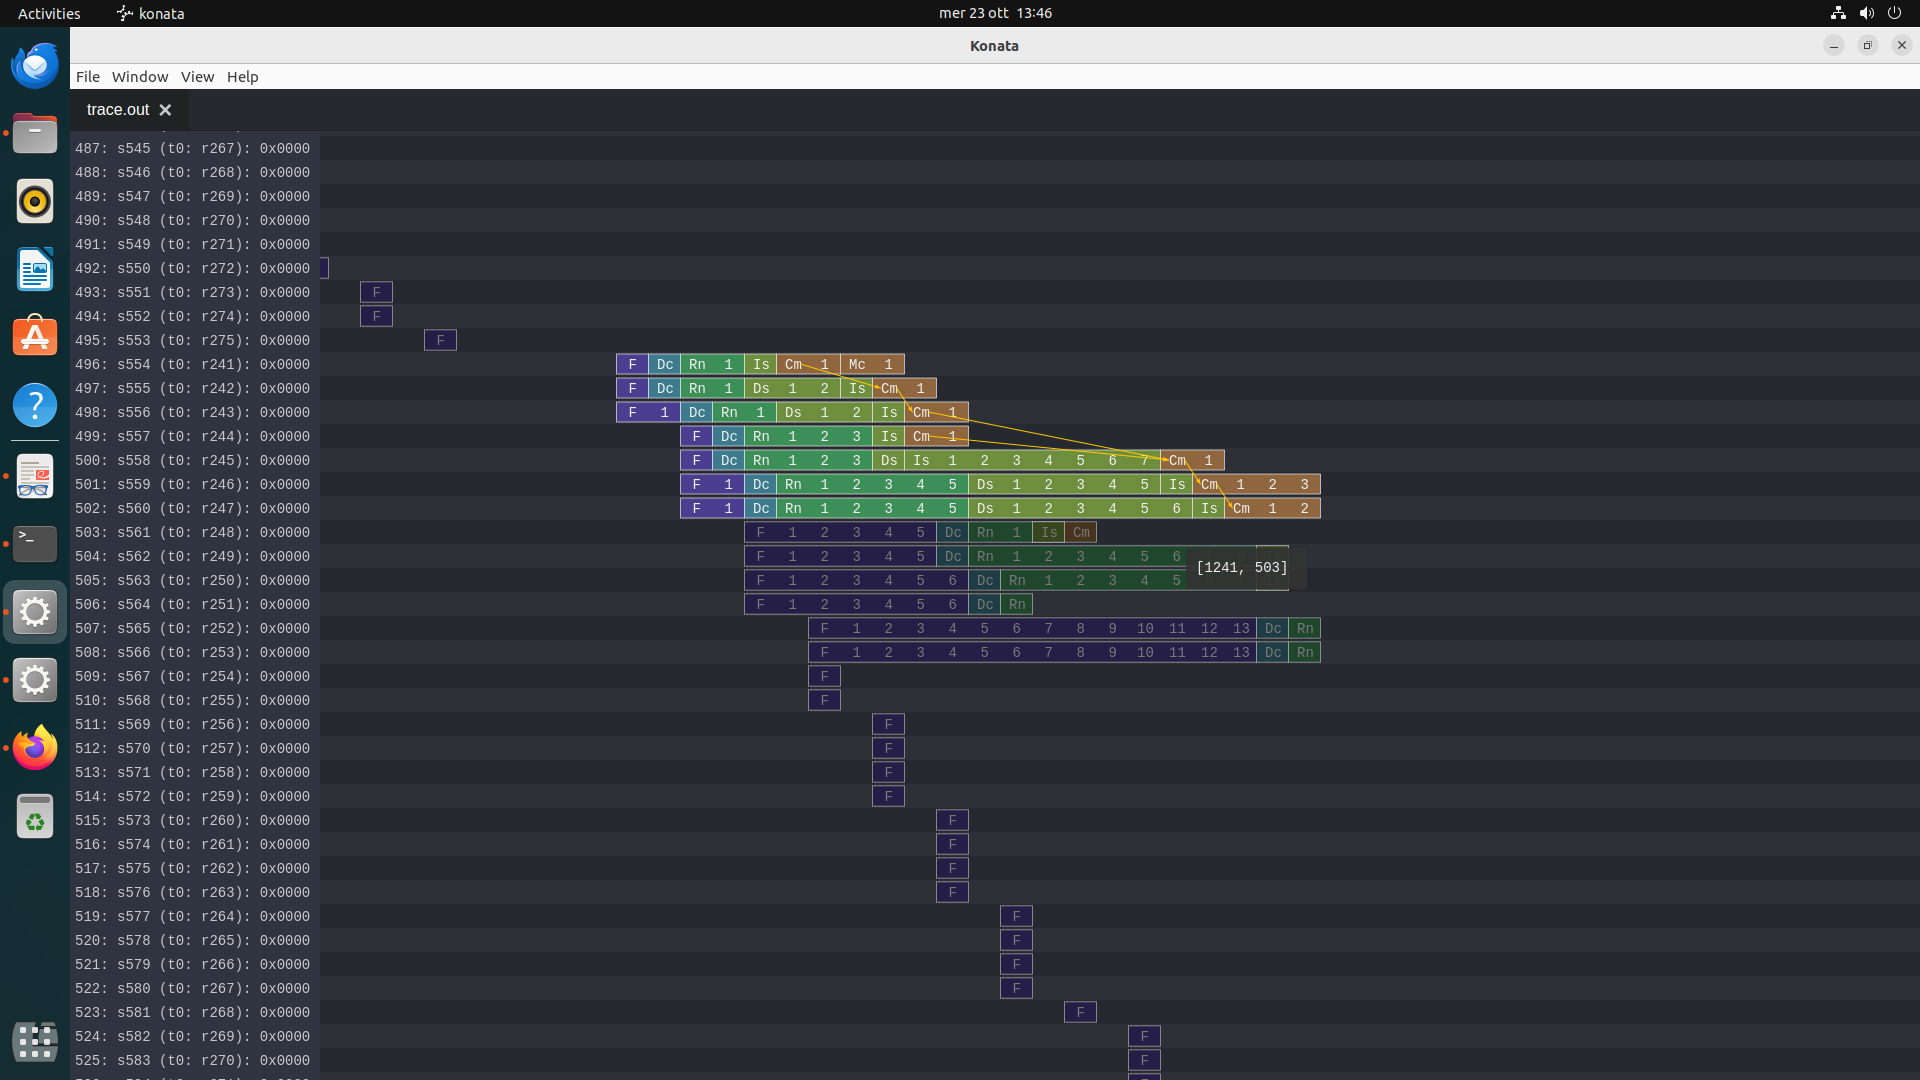 Activities konata mer 23 ott 13:46
Konata
File Window View Help
trace.out
487: s545 (t0: r267): 0x0000
488: s546 (t0: r268): 0x0000
489: s547 (t0: r269): 0x0000
490: s548 (t0: r270): 0x0000
491: s549 (t0: r271): 0x0000
492: s550 (t0: r272): 0x0000
493: s551 (t0: r273): 0x0000 F
494: s552 (t0: r274): 0x0000 F
495: s553 (t0: r275): 0x0000 F
496: s554 (t0: r241): 0x0000 F Dc Rn 1 Is Cm 1 Mc 1
497: s555 (t0: r242): 0x0000 F Dc Rn 1 Ds 1 2 Is Cm 1
498: s556 (t0: r243): 0x0000 F 1 Dc Rn 1 Ds 1 2 Is Cm 1
499: s557 (t0: r244): 0x0000 F Dc Rn 1 2 3 Is Cm 1
500: s558 (t0: r245): 0x0000 F Dc Rn 1 2 3 Ds Is 1 2 3 4 5 6 7 Cm 1
501: s559 (t0: r246): 0x0000 F 1 Dc Rn 1 2 3 4 5 Ds 1 2 3 4 5 Is Cm 1 2 3
502: s560 (t0: r247): 0x0000 F 1 Dc Rn 1 2 3 4 5 Ds 1 2 3 4 5 6 Is Cm 1 2
503: s561 (t0: r248): 0x0000 F 1 2 3 4 5 Dc Rn 1 Is Cm
504: s562 (t0: r249): 0x0000 F 1 2 3 4 5 Dc Rn 1 2 3 4 5 6
[1241, 503]
505: s563 (t0: r250): 0x0000 F 1 2 3 4 5 6 Dc Rn 1 2 3 4 5
506: s564 (t0: r251): 0x0000 F 1 2 3 4 5 6 Dc Rn
507: s565 (t0: r252): 0x0000 F 1 2 3 4 5 6 7 8 9 10 11 12 13 Dc Rn
508: s566 (t0: r253): 0x0000 F 1 2 3 4 5 6 7 8 9 10 11 12 13 Dc Rn
509: s567 (t0: r254): 0x0000 F
510: s568 (t0: r255): 0x0000 F
511: s569 (t0: r256): 0x0000 F
512: s570 (t0: r257): 0x0000 F
513: s571 (t0: r258): 0x0000 F
514: s572 (t0: r259): 0x0000 F
515: s573 (t0: r260): 0x0000 F
516: s574 (t0: r261): 0x0000 F
517: s575 (t0: r262): 0x0000 F
518: s576 (t0: r263): 0x0000 F
519: s577 (t0: r264): 0x0000 F
520: s578 (t0: r265): 0x0000 F
521: s579 (t0: r266): 0x0000 F
522: s580 (t0: r267): 0x0000 F
523: s581 (t0: r268): 0x0000 F
524: s582 (t0: r269): 0x0000 F
525: s583 (t0: r270): 0x0000 F